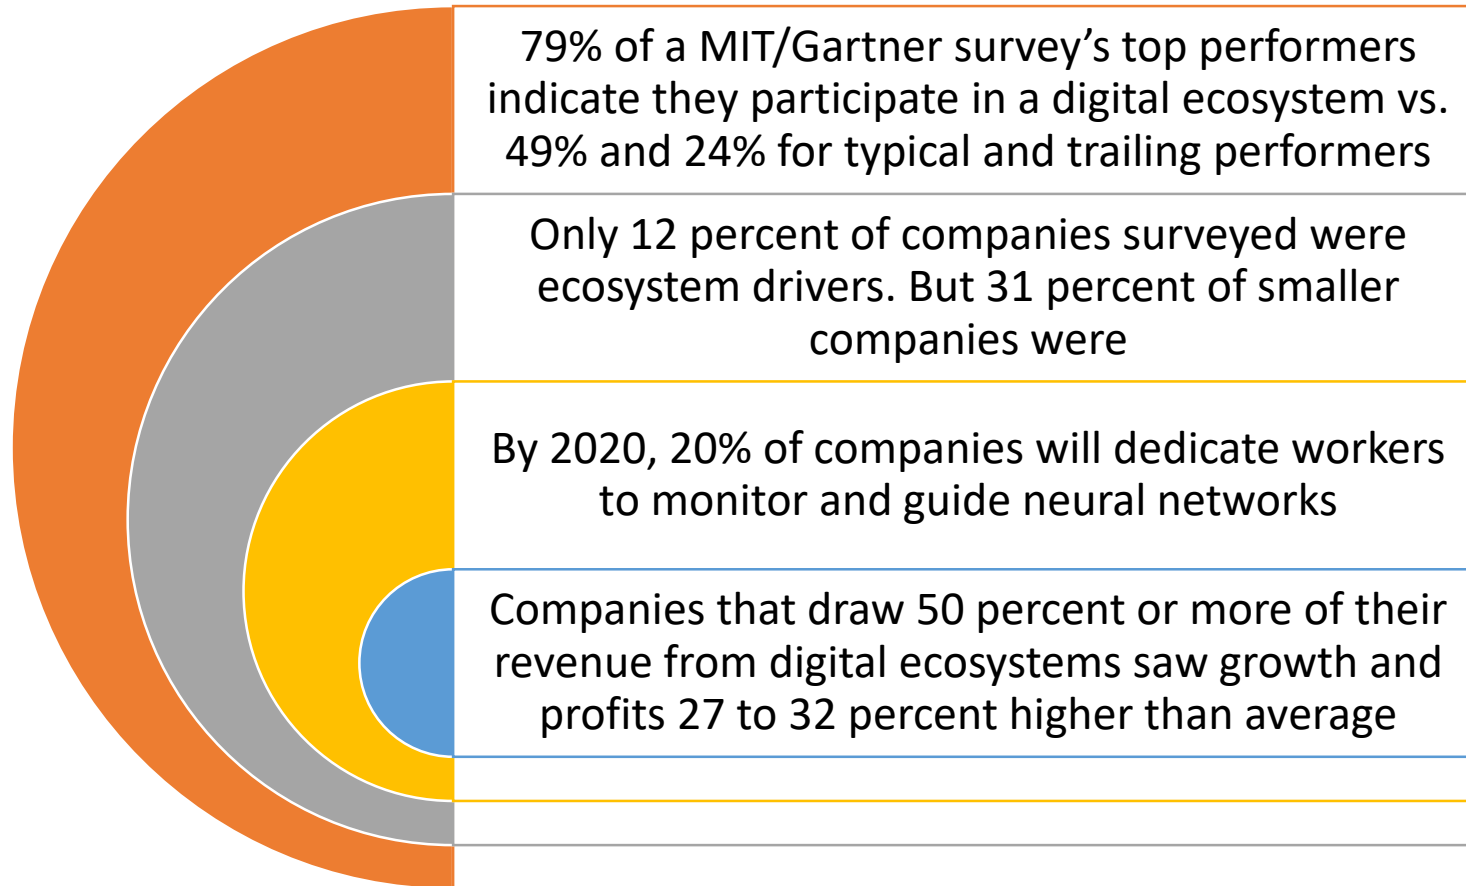 79% of a MIT/Gartner survey’s top performers
indicate they participate in a digital ecosystem vs.
49% and 24% for typical and trailing performers
Only 12 percent of companies surveyed were
ecosystem drivers. But 31 percent of smaller
companies were
By 2020, 20% of companies will dedicate workers
to monitor and guide neural networks
Companies that draw 50 percent or more of their
revenue from digital ecosystems saw growth and
profits 27 to 32 percent higher than average